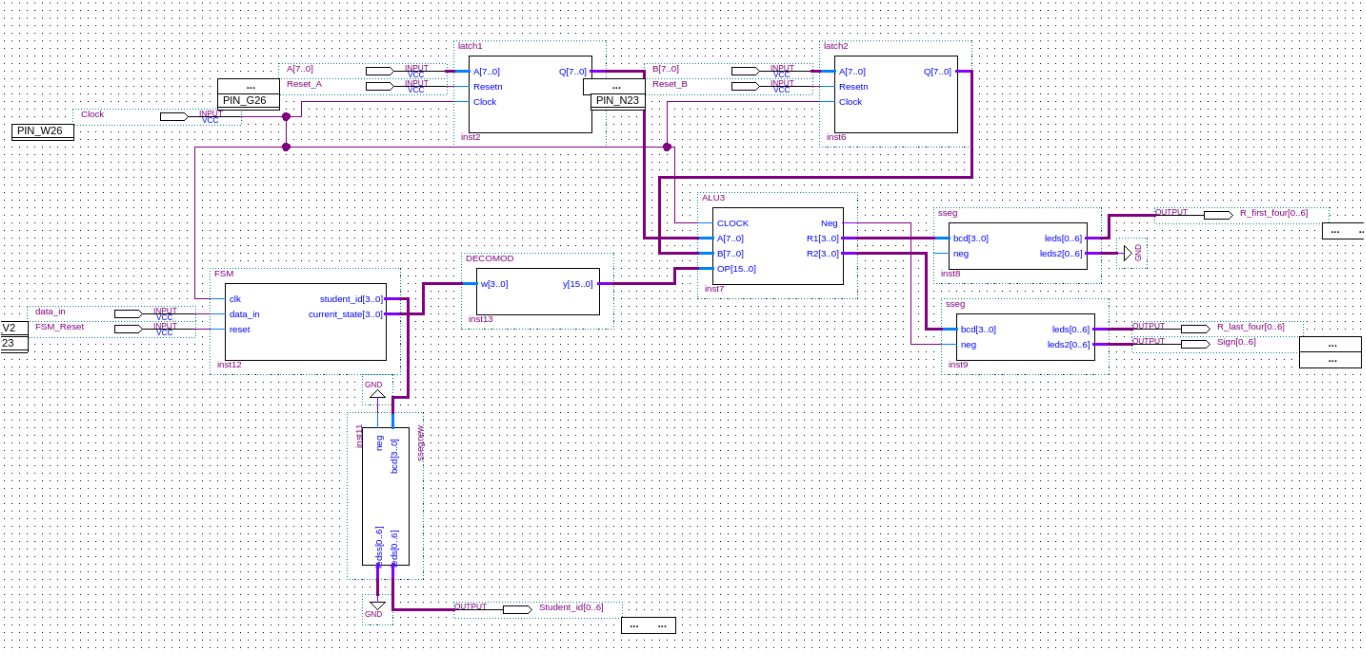 latch1
A[7..0] INPUT VCC
Reset_A INPUT VCC
A[7..0] Q[7..0]
Resetn
Clock
inst2
...
PIN_G26
Clock INPUT VCC
PIN_W26
latch2
B[7..0] INPUT VCC
Reset_B INPUT VCC
A[7..0] Q[7..0]
Resetn
Clock
inst6
...
PIN_N23
ALU3
CLOCK Neg
A[7..0] R1[3..0]
B[7..0] R2[3..0]
OP[15..0]
inst7
sseg
bcd[3..0] leds[0..6]
neg leds2[0..6]
inst8
OUTPUT R_first_four[0..6]
... ..
GND
DECOMOD
w[3..0] y[15..0]
inst13
FSM
clk student_id[3..0]
data_in current_state[3..0]
reset
inst12
data_in INPUT VCC
FSM_Reset INPUT VCC
V2
23
sseg
bcd[3..0] leds[0..6]
neg leds2[0..6]
inst9
OUTPUT R_last_four[0..6]
OUTPUT Sign[0..6]
...
...
GND
inst11
neg
bcd[3..0]
ssegnew
leds[0..6]
GND
OUTPUT Student_id[0..6]
... ...